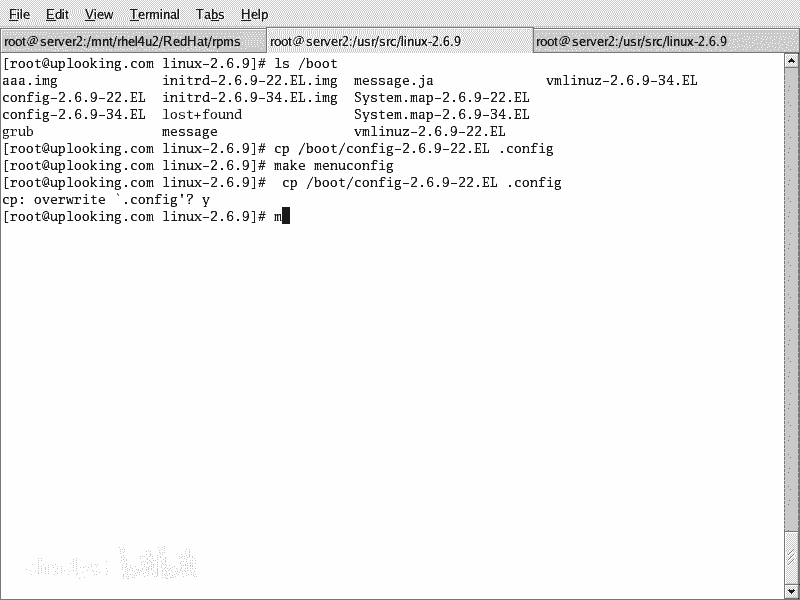 File Edit View Terminal Tabs Help
root@server2:/mnt/rhel4u2/RedHat/rpms root@server2:/usr/src/linux-2.6.9 root@server2:/usr/src/linux-2.6.9
[root@uplooking.com linux-2.6.9]# ls /boot
aaa.img initrd-2.6.9-22.EL.img message.ja vmlinuz-2.6.9-34.EL
config-2.6.9-22.EL initrd-2.6.9-34.EL.img System.map-2.6.9-22.EL
config-2.6.9-34.EL lost+found System.map-2.6.9-34.EL
grub message vmlinuz-2.6.9-22.EL
[root@uplooking.com linux-2.6.9]# cp /boot/config-2.6.9-22.EL .config
[root@uplooking.com linux-2.6.9]# make menuconfig
[root@uplooking.com linux-2.6.9]#  cp /boot/config-2.6.9-22.EL .config
cp: overwrite `.config'? y
[root@uplooking.com linux-2.6.9]# m